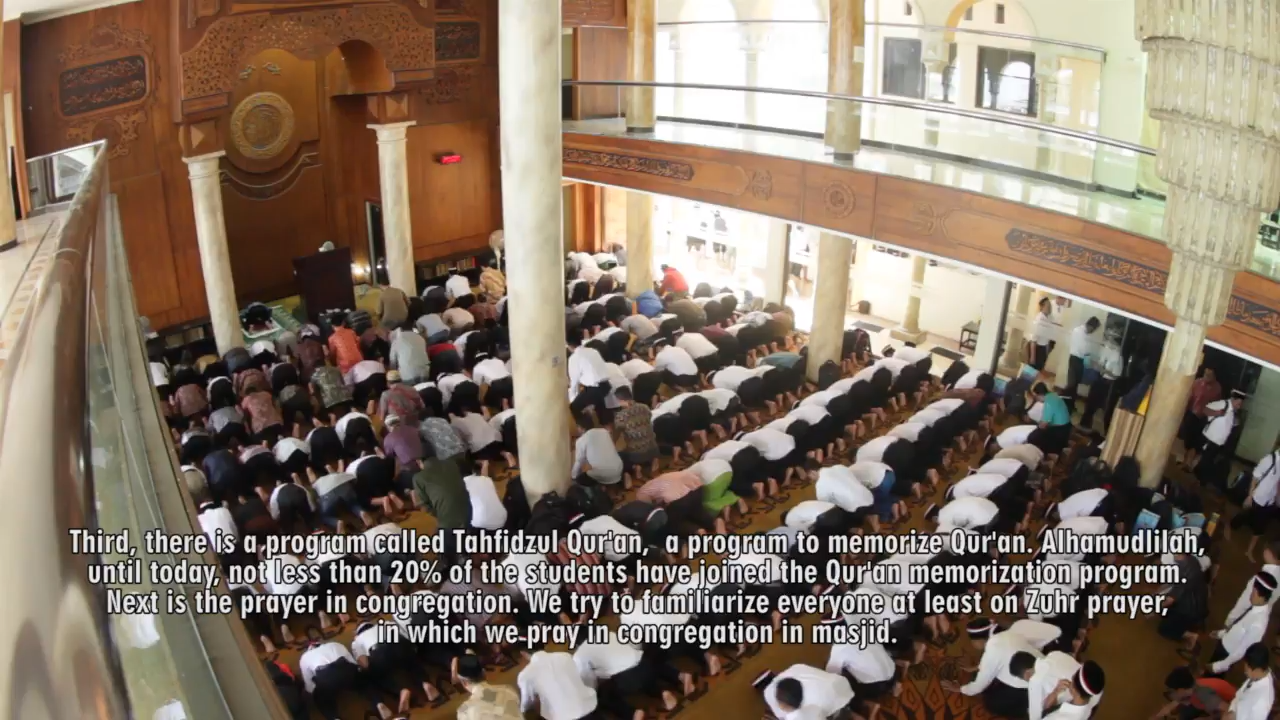 Third, there is a program called Tahfidzul Qur'an, a program to memorize Qur'an. Alhamudlilah,
until today, not less than 20% of the students have joined the Qur'an memorization program.
Next is the prayer in congregation. We try to familiarize everyone at least on Zuhr prayer,
in which we pray in congregation in masjid.